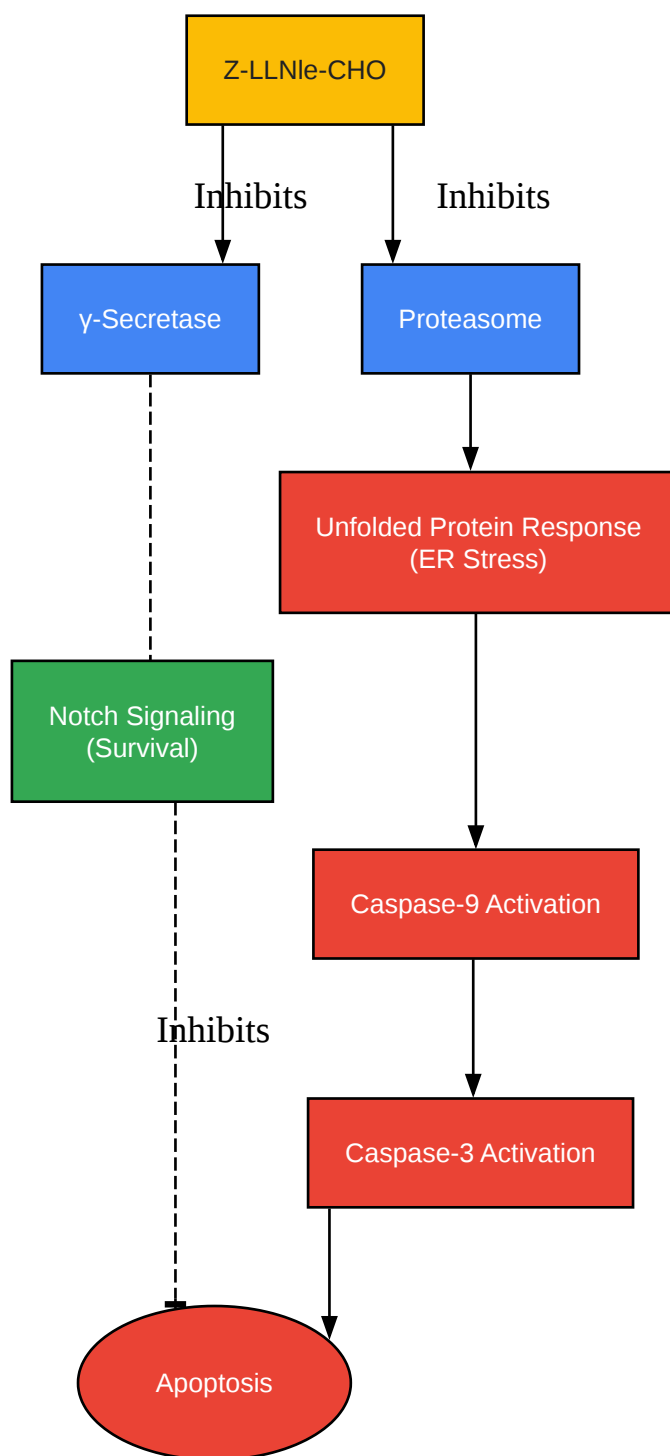 Z-LLNle-CHO
Inhibits
Inhibits
γ-Secretase
Proteasome
Unfolded Protein Response
(ER Stress)
Notch Signaling
(Survival)
Caspase-9 Activation
Inhibits
Caspase-3 Activation
Apoptosis